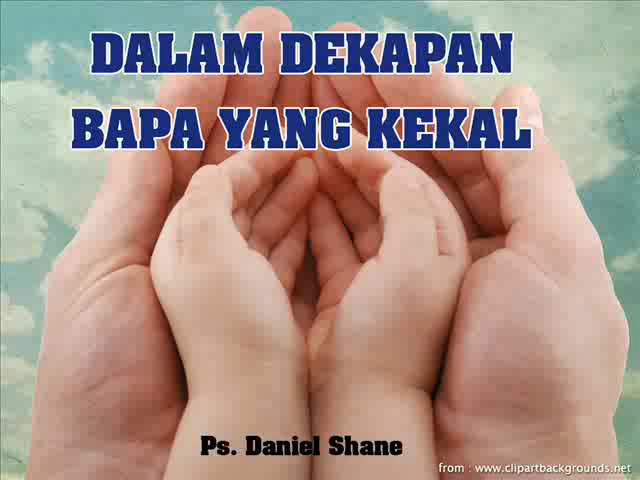 DALAM DEKAPAN
BAPA YANG KEKAL
Ps. Daniel Shane
from : www.clipartbackgrounds.net